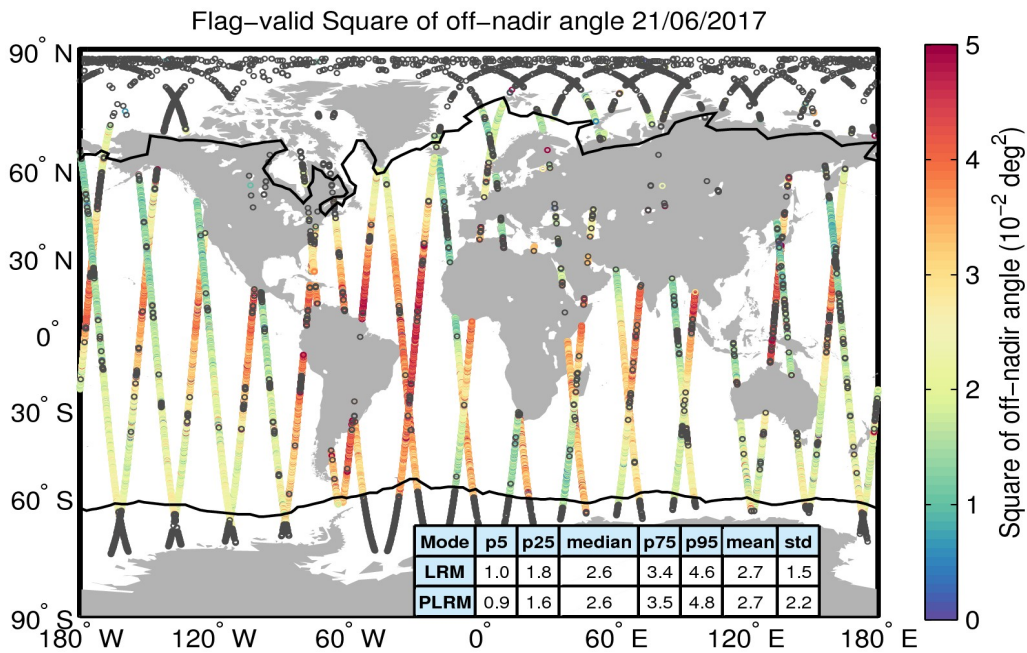 Flag−valid Square of off−nadir angle 21/06/2017
90° N
60° N
30° N
0°
30° S
60° S
90° S
180° W
120° W
60° W
0°
60° E
120° E
180° E
Mode p5 p25 median p75 p95 mean std
LRM 1.0 1.8 2.6 3.4 4.6 2.7 1.5
PLRM 0.9 1.6 2.6 3.5 4.8 2.7 2.2
5
4
3
2
1
0
Square of off−nadir angle (10⁻² deg²)